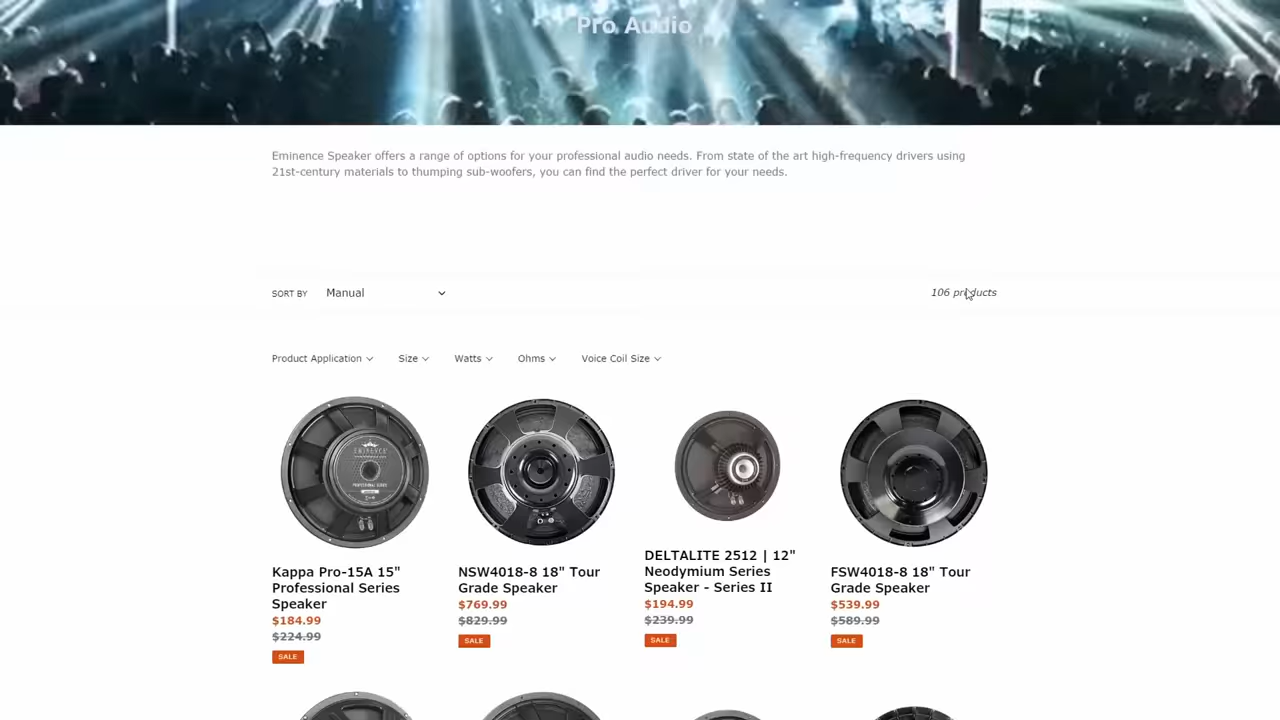 Pro Audio
Eminence Speaker offers a range of options for your professional audio needs. From state of the art high-frequency drivers using
21st-century materials to thumping sub-woofers, you can find the perfect driver for your needs.
SORT BY Manual
106 products
Product Application Size Watts Ohms Voice Coil Size
EMINENCE
PROFESSIONAL SERIES
Kappa Pro-15A 15"
Professional Series
Speaker
$184.99
$224.99
SALE
NSW4018-8 18" Tour
Grade Speaker
$769.99
$829.99
SALE
DELTALITE 2512 | 12"
Neodymium Series
Speaker - Series II
$194.99
$239.99
SALE
FSW4018-8 18" Tour
Grade Speaker
$539.99
$589.99
SALE